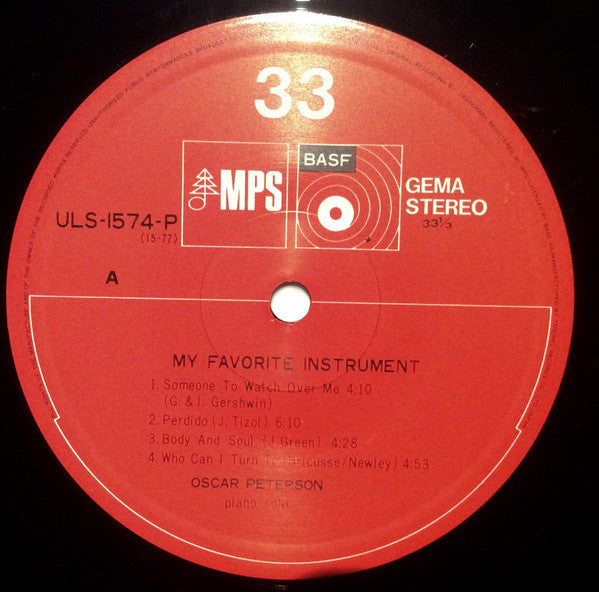 33
MPS
BASF
GEMA
STEREO
33⅓
ULS-1574-P
(15-77)
A
MY FAVORITE INSTRUMENT
1. Someone To Watch Over Me 4:10
(G. & I. Gershwin)
2. Perdido (J. Tizol) 6:10
3. Body And Soul (J. Green) 4:28
4. Who Can I Turn /Newley) 4:53
OSCAR PETERSON
piano solo